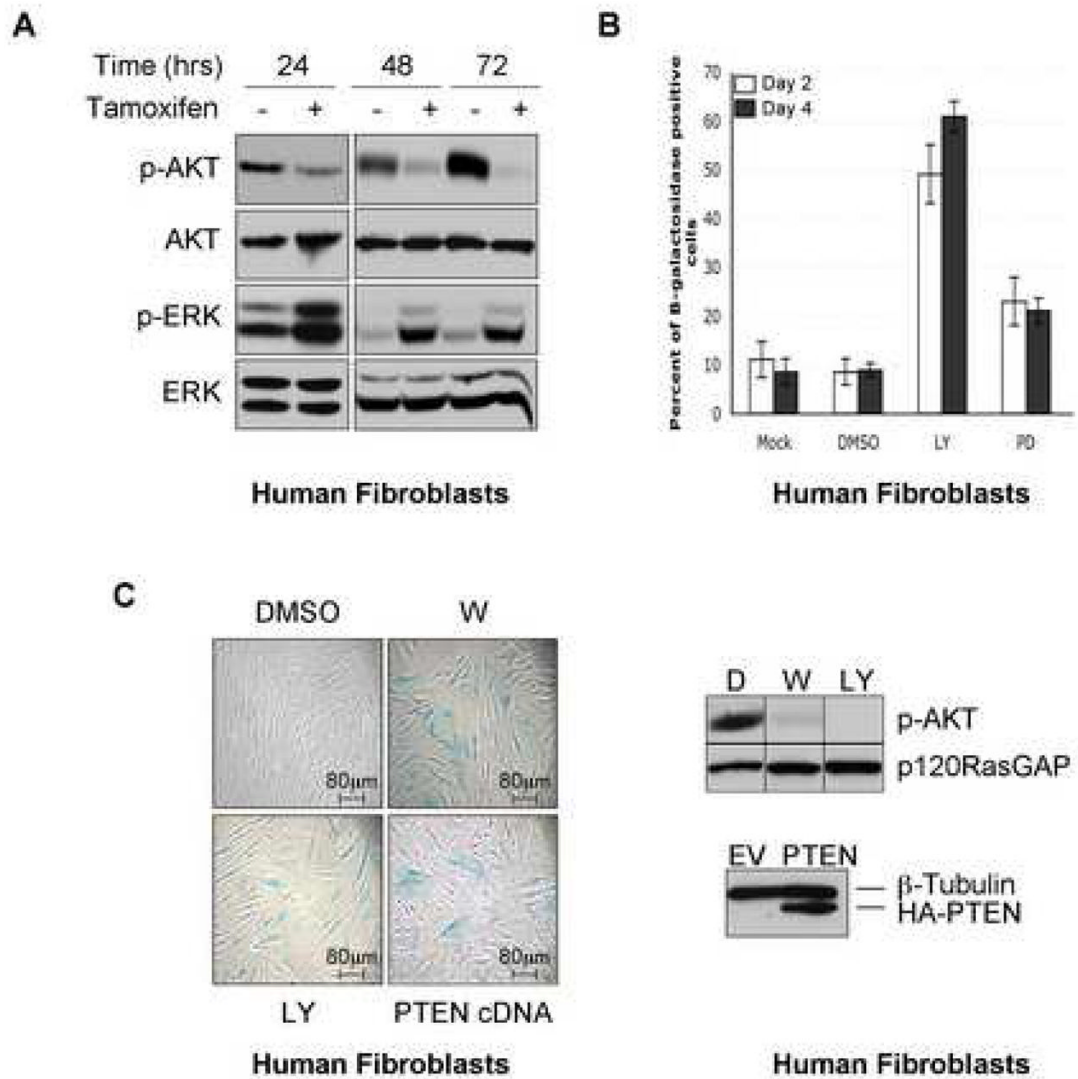 A
Time (hrs) 24 48 72
Tamoxifen - + - + - +
p-AKT
AKT
p-ERK
ERK
Human Fibroblasts
B
Percent of B-galactosidase positive
cells
70
60
50
40
30
20
10
0
Day 2
Day 4
Mock DMSO LY PD
Human Fibroblasts
C
DMSO W
80μm 80μm
80μm 80μm
LY PTEN cDNA
Human Fibroblasts
D W LY
p-AKT
p120RasGAP
EV PTEN
β-Tubulin
HA-PTEN
Human Fibroblasts